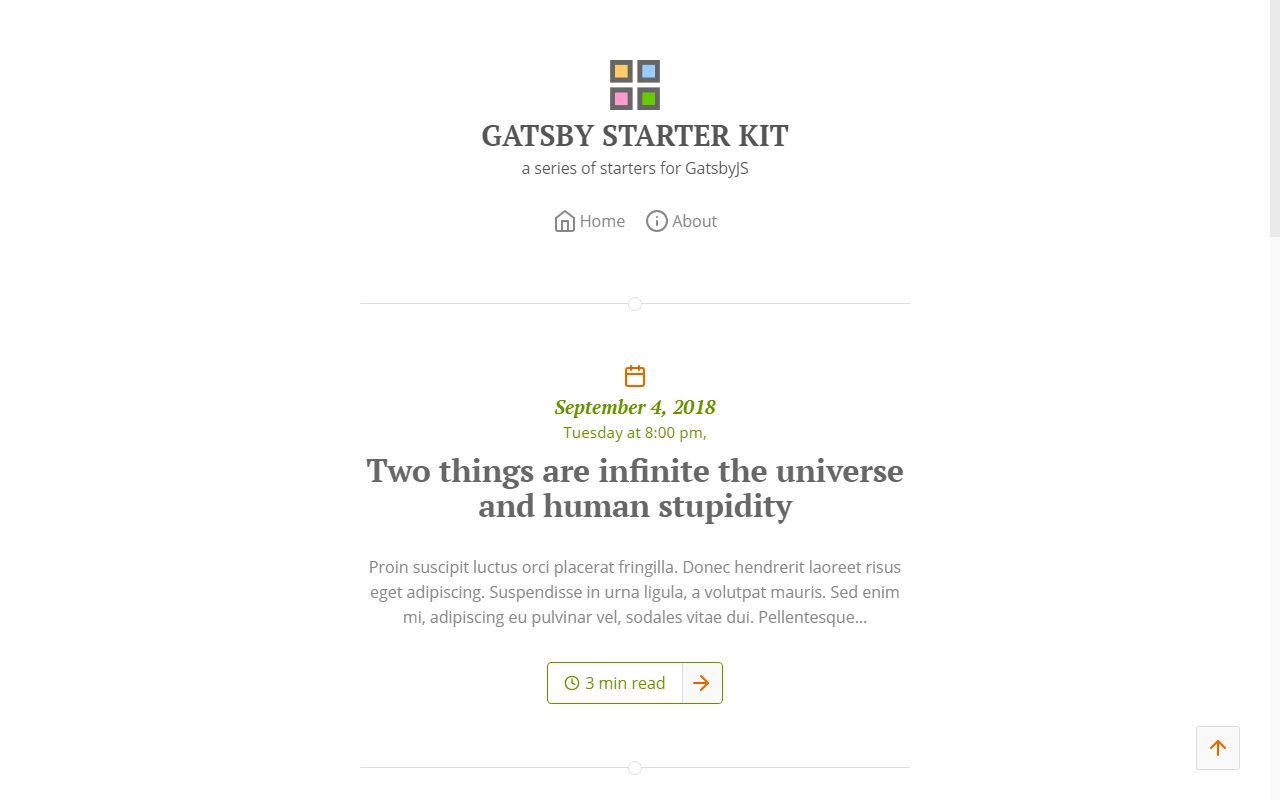 GATSBY STARTER KIT
a series of starters for GatsbyJS
Home About
September 4, 2018
Tuesday at 8:00 pm,
Two things are infinite the universe
and human stupidity
Proin suscipit luctus orci placerat fringilla. Donec hendrerit laoreet risus
eget adipiscing. Suspendisse in urna ligula, a volutpat mauris. Sed enim
mi, adipiscing eu pulvinar vel, sodales vitae dui. Pellentesque...
3 min read